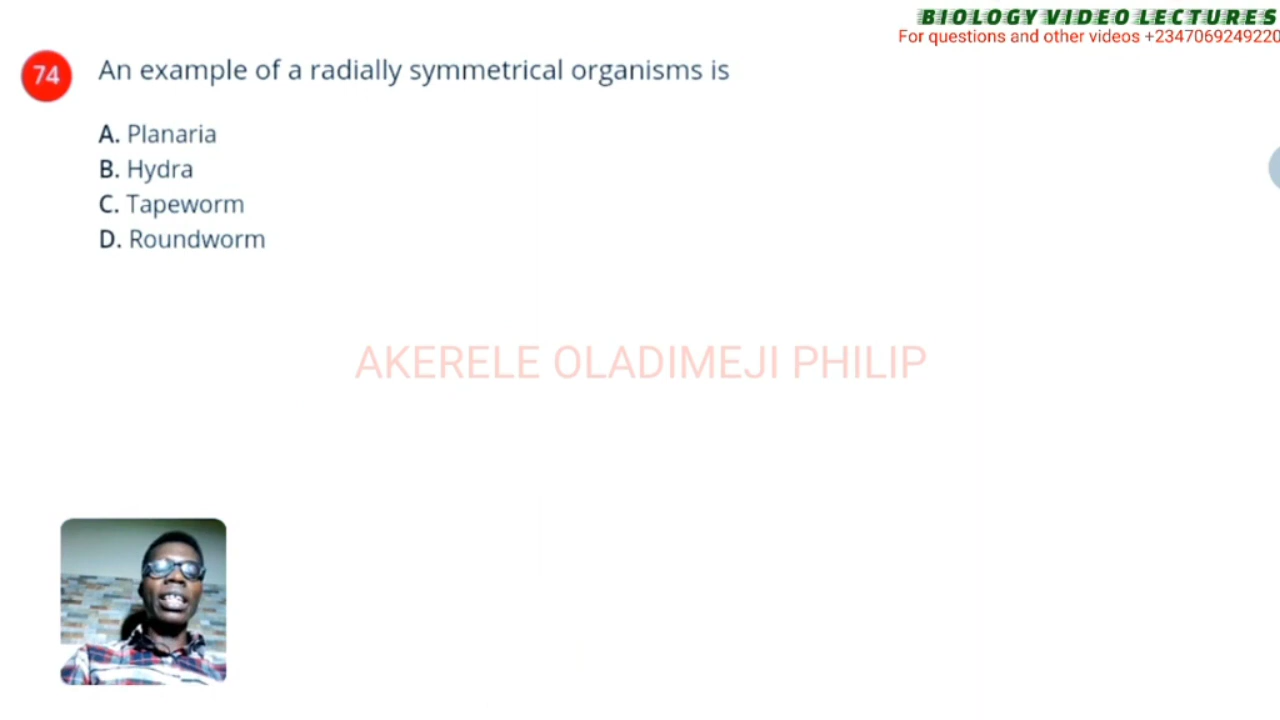 BIOLOGY VIDEO LECTURES
For questions and other videos +2347069249220
74 An example of a radially symmetrical organisms is
A. Planaria
B. Hydra
C. Tapeworm
D. Roundworm
AKERELE OLADIMEJI PHILIP